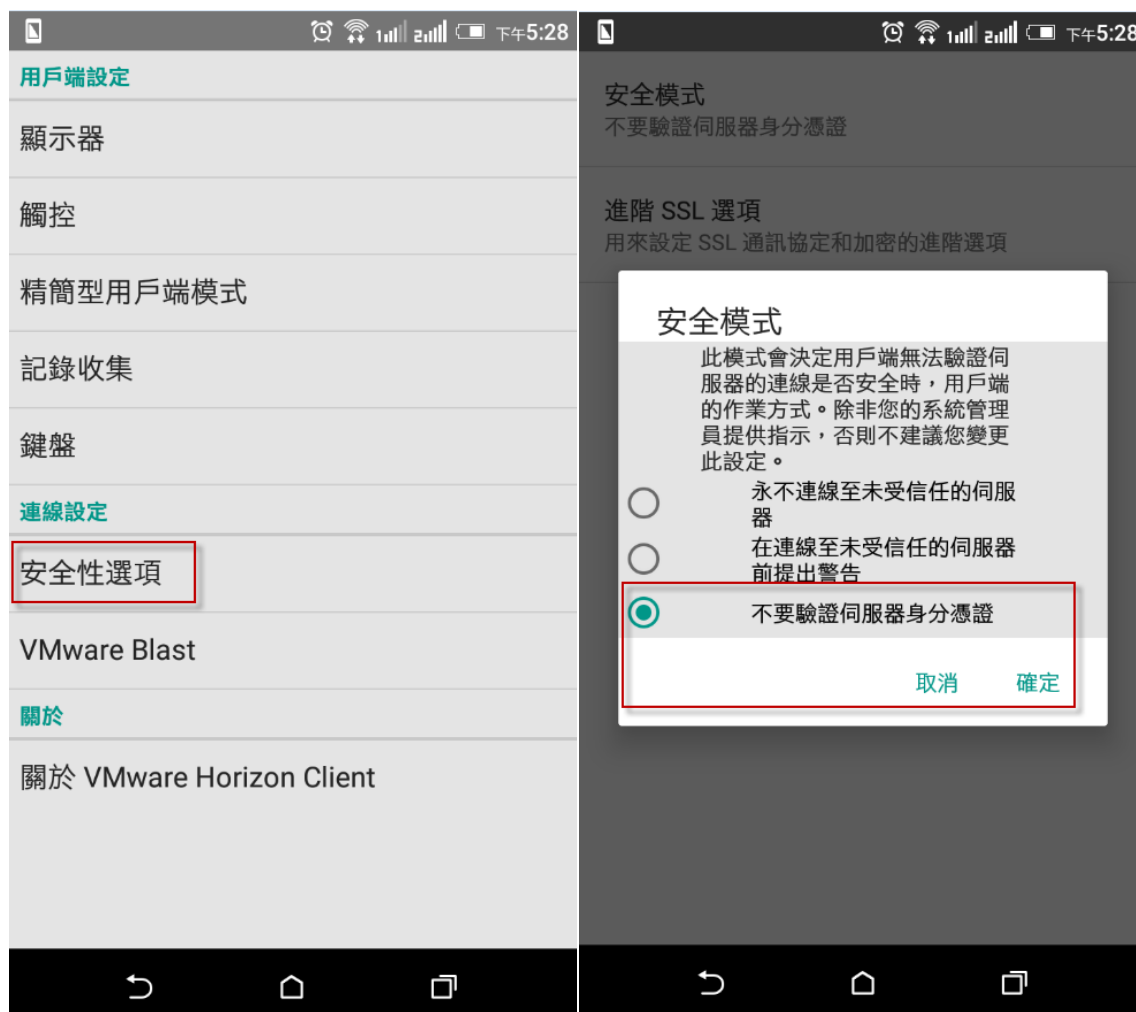 下午5:28
用戶端設定
顯示器
觸控
精簡型用戶端模式
記錄收集
鍵盤
連線設定
安全性選項
VMware Blast
關於
關於 VMware Horizon Client
下午5:28
安全模式
不要驗證伺服器身分憑證
進階 SSL 選項
用來設定 SSL 通訊協定和加密的進階選項
安全模式
此模式會決定用戶端無法驗證伺
服器的連線是否安全時，用戶端
的作業方式。除非您的系統管理
員提供指示，否則不建議您變更
此設定。
永不連線至未受信任的伺服
器
在連線至未受信任的伺服器
前提出警告
不要驗證伺服器身分憑證
取消 確定